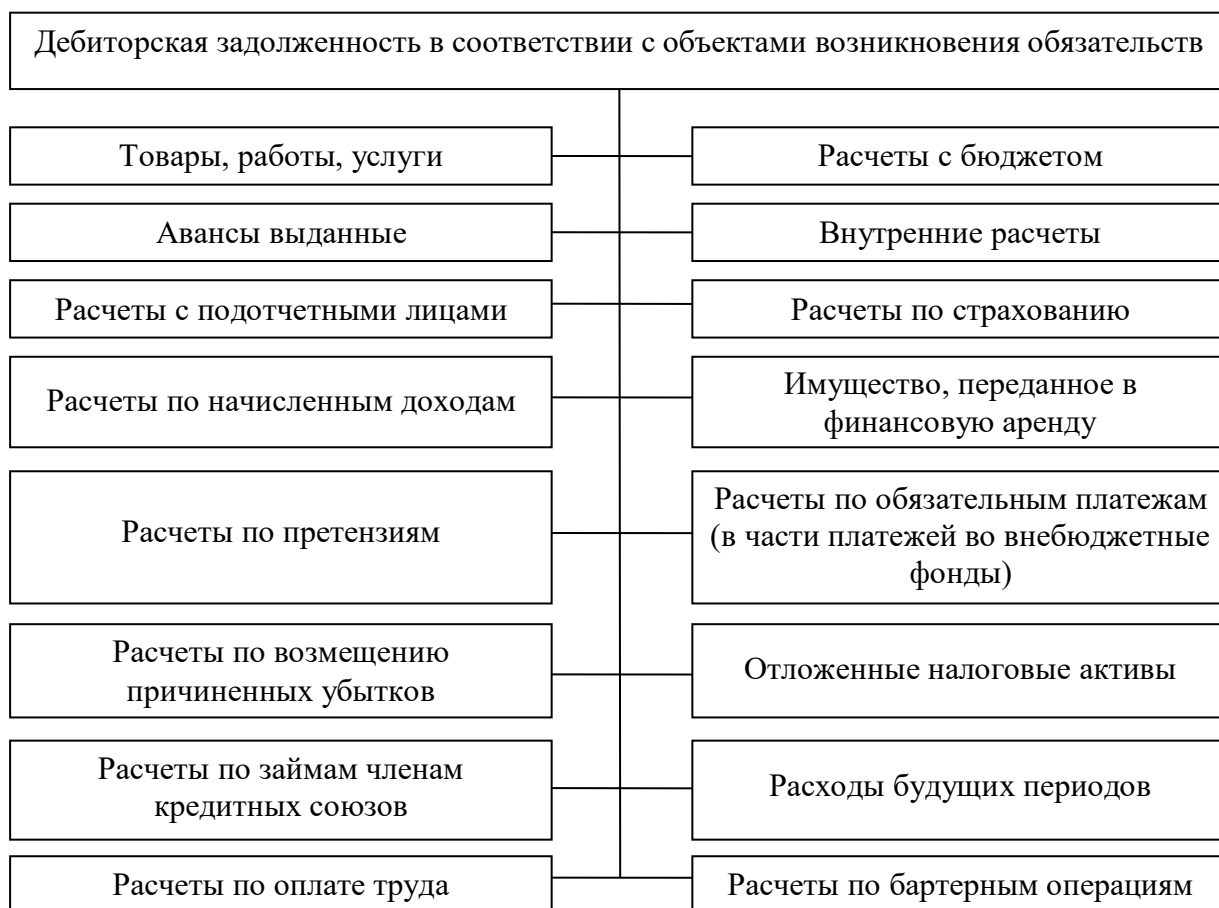 Дебиторская задолженность в соответствии с объектами возникновения обязательств
Товары, работы, услуги
Расчеты с бюджетом
Авансы выданные
Внутренние расчеты
Расчеты с подотчетными лицами
Расчеты по страхованию
Расчеты по начисленным доходам
Имущество, переданное в
финансовую аренду
Расчеты по претензиям
Расчеты по обязательным платежам
(в части платежей во внебюджетные
фонды)
Расчеты по возмещению
причиненных убытков
Отложенные налоговые активы
Расчеты по займам членам
кредитных союзов
Расходы будущих периодов
Расчеты по оплате труда
Расчеты по бартерным операциям